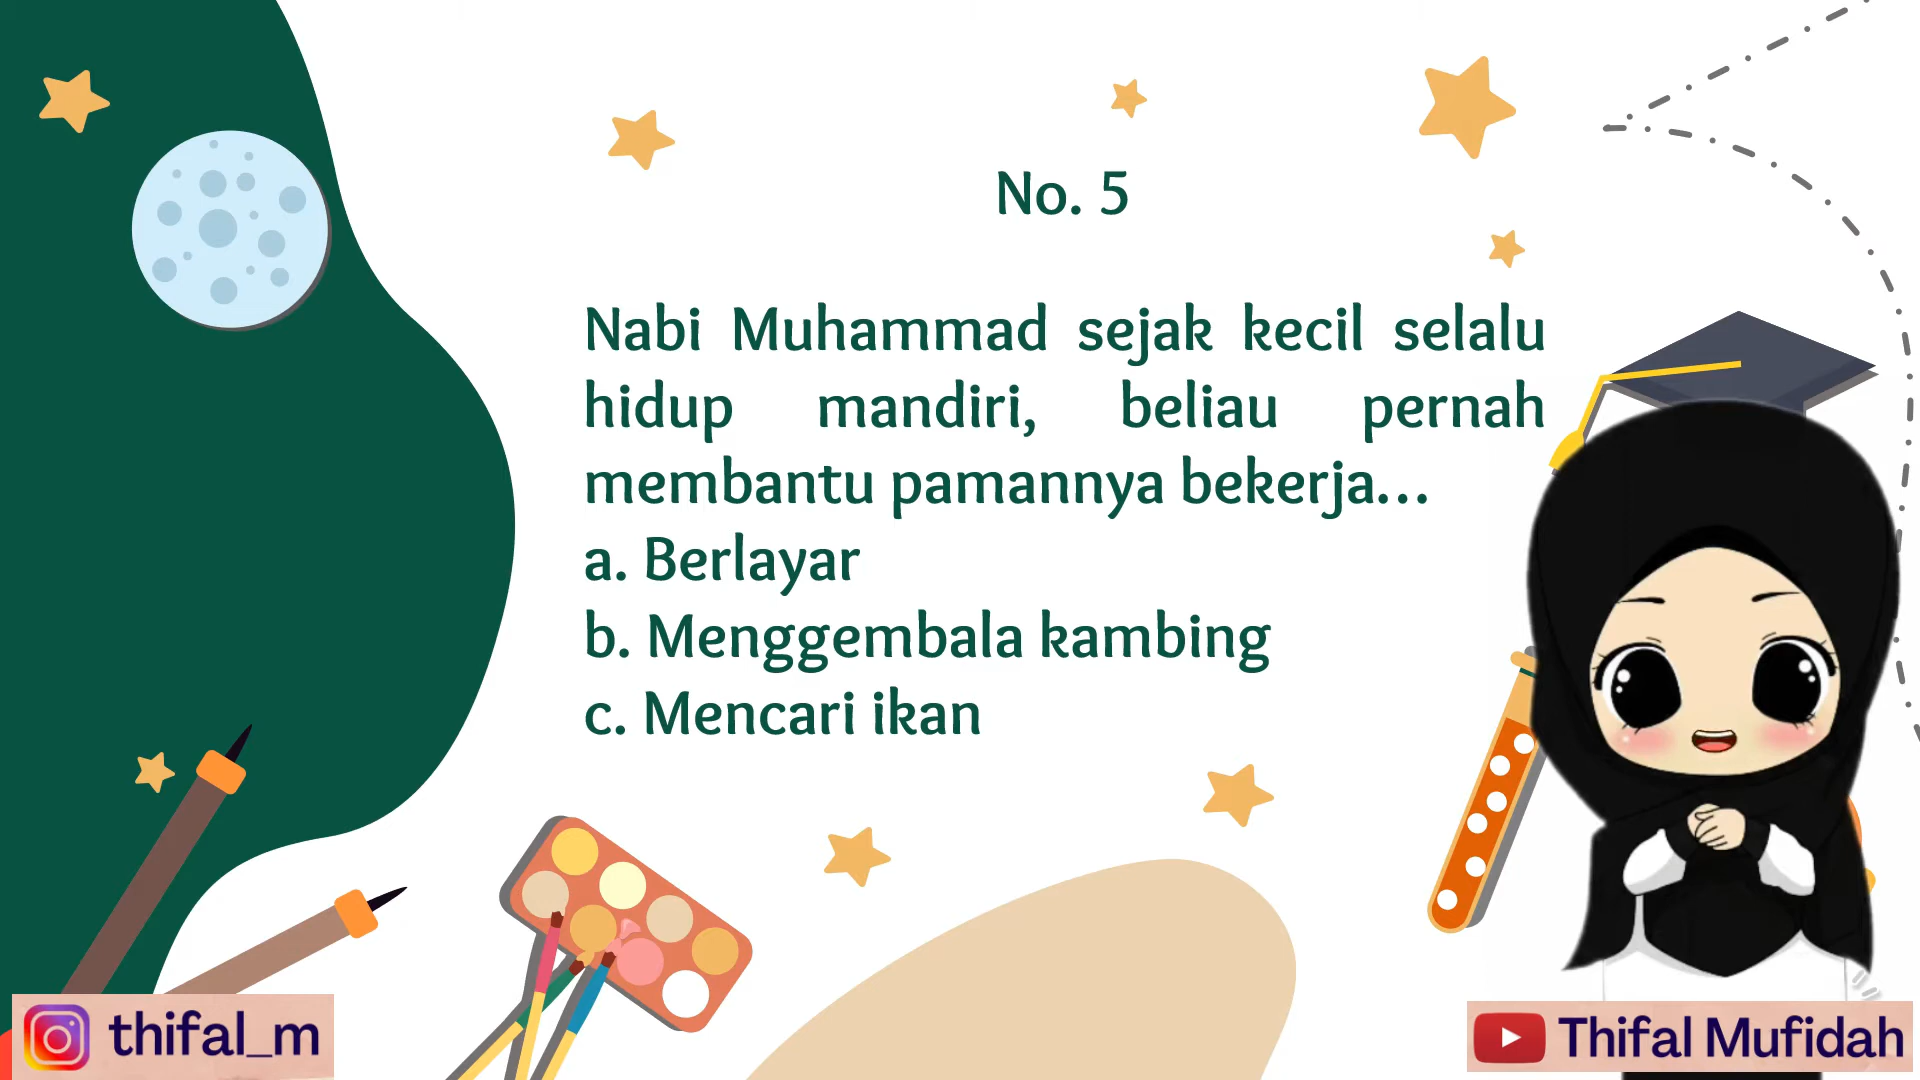 No. 5
Nabi Muhammad sejak kecil selalu
hidup mandiri, beliau pernah
membantu pamannya bekerja...
a. Berlayar
b. Menggembala kambing
c. Mencari ikan
thifal_m
Thifal Mufidah